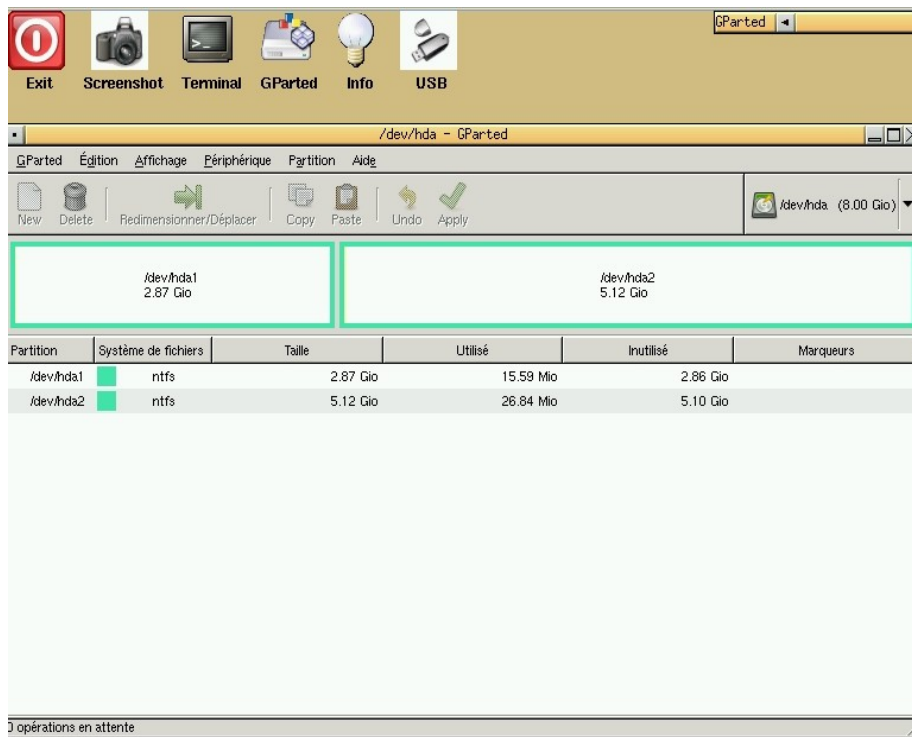 GParted
Exit Screenshot Terminal GParted Info USB
/dev/hda - GParted
GParted Édition Affichage Périphérique Partition Aide
New Delete Redimensionner/Déplacer Copy Paste Undo Apply /dev/hda (8.00 Gio)
/dev/hda1
2.87 Gio
/dev/hda2
5.12 Gio
Partition Système de fichiers Taille Utilisé Inutilisé Marqueurs
/dev/hda1 ntfs 2.87 Gio 15.59 Mio 2.86 Gio
/dev/hda2 ntfs 5.12 Gio 26.84 Mio 5.10 Gio
0 opérations en attente